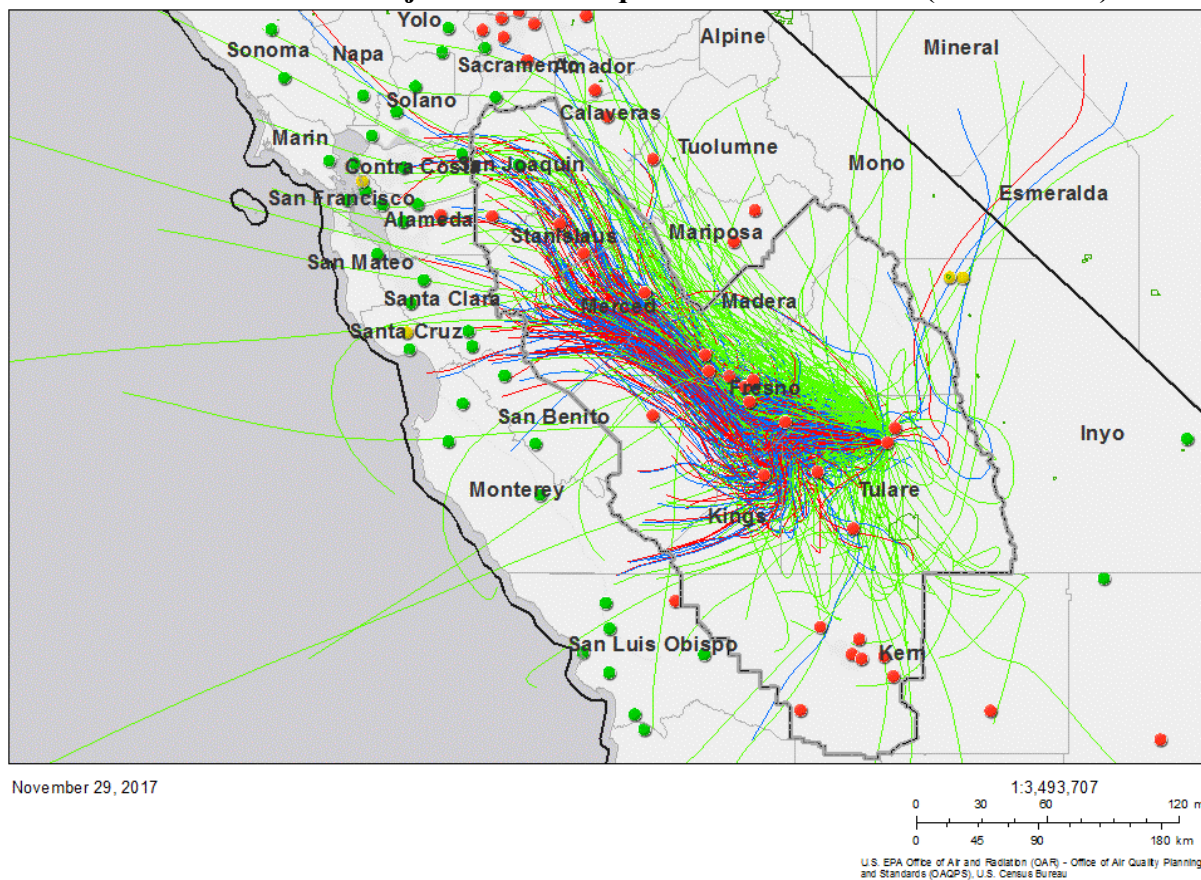 Yolo
Alpine
Mineral
Sonoma
Napa
Sacramento
Amador
Solano
Calaveras
Marin
Tuolumne
Mono
Contra Costa
San Joaquin
Esmeralda
San Francisco
Alameda
Stanislaus
Mariposa
San Mateo
Santa Clara
Merced
Madera
Santa Cruz
Fresno
San Benito
Inyo
Monterey
Tulare
Kings
San Luis Obispo
Kern
November 29, 2017
1:3,493,707
0 30 60 120 m
0 45 90 180 km
U.S. EPA Office of Air and Radiation (OAR) - Office of Air Quality Planning
and Standards (OAQPS), U.S. Census Bureau